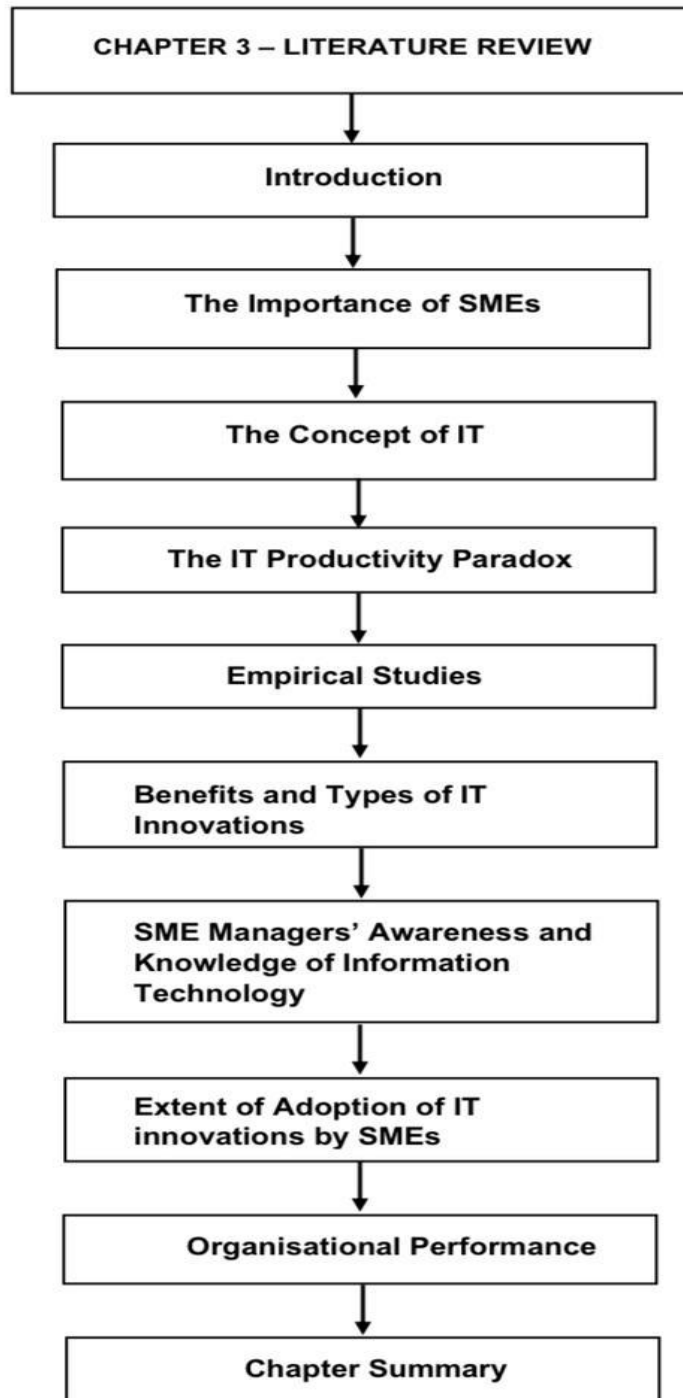 CHAPTER 3 – LITERATURE REVIEW
Introduction
The Importance of SMEs
The Concept of IT
The IT Productivity Paradox
Empirical Studies
Benefits and Types of IT
Innovations
SME Managers’ Awareness and
Knowledge of Information
Technology
Extent of Adoption of IT
innovations by SMEs
Organisational Performance
Chapter Summary